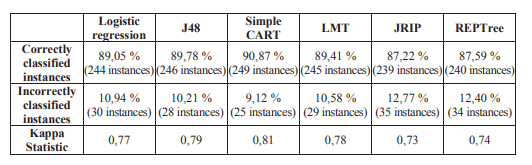 Logistic regression J48 Simple CART LMT JRIP REPTree
Correctly classified instances 89,05 % 89,78 % 90,87 % 89,41 % 87,22 % 87,59 %
(244 instances) (246 instances) (249 instances) (245 instances) (239 instances) (240 instances)
Incorrectly classified instances 10,94 % 10,21 % 9,12 % 10,58 % 12,77 % 12,40 %
(30 instances) (28 instances) (25 instances) (29 instances) (35 instances) (34 instances)
Kappa Statistic 0,77 0,79 0,81 0,78 0,73 0,74